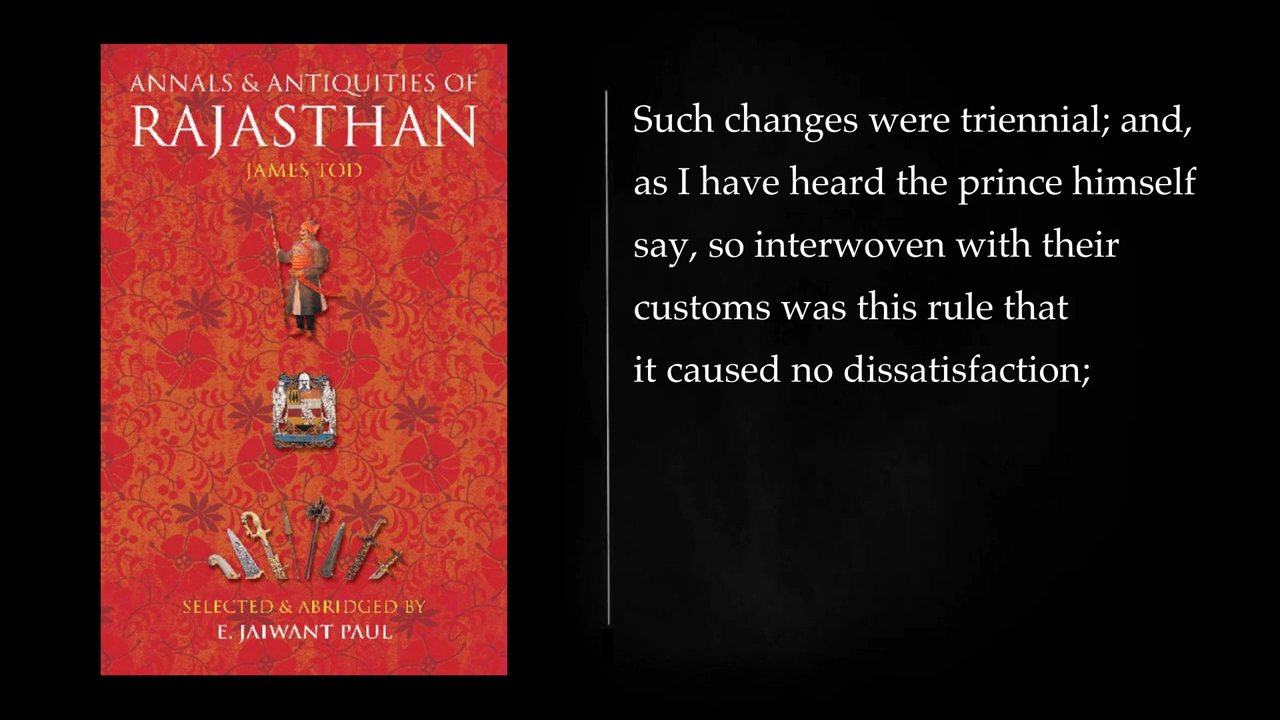 ANNALS & ANTIQUITIES OF
RAJASTHAN
JAMES TOD
SELECTED & ABRIDGED BY
E. JAIWANT PAUL
Such changes were triennial; and,
as I have heard the prince himself
say, so interwoven with their
customs was this rule that
it caused no dissatisfaction;